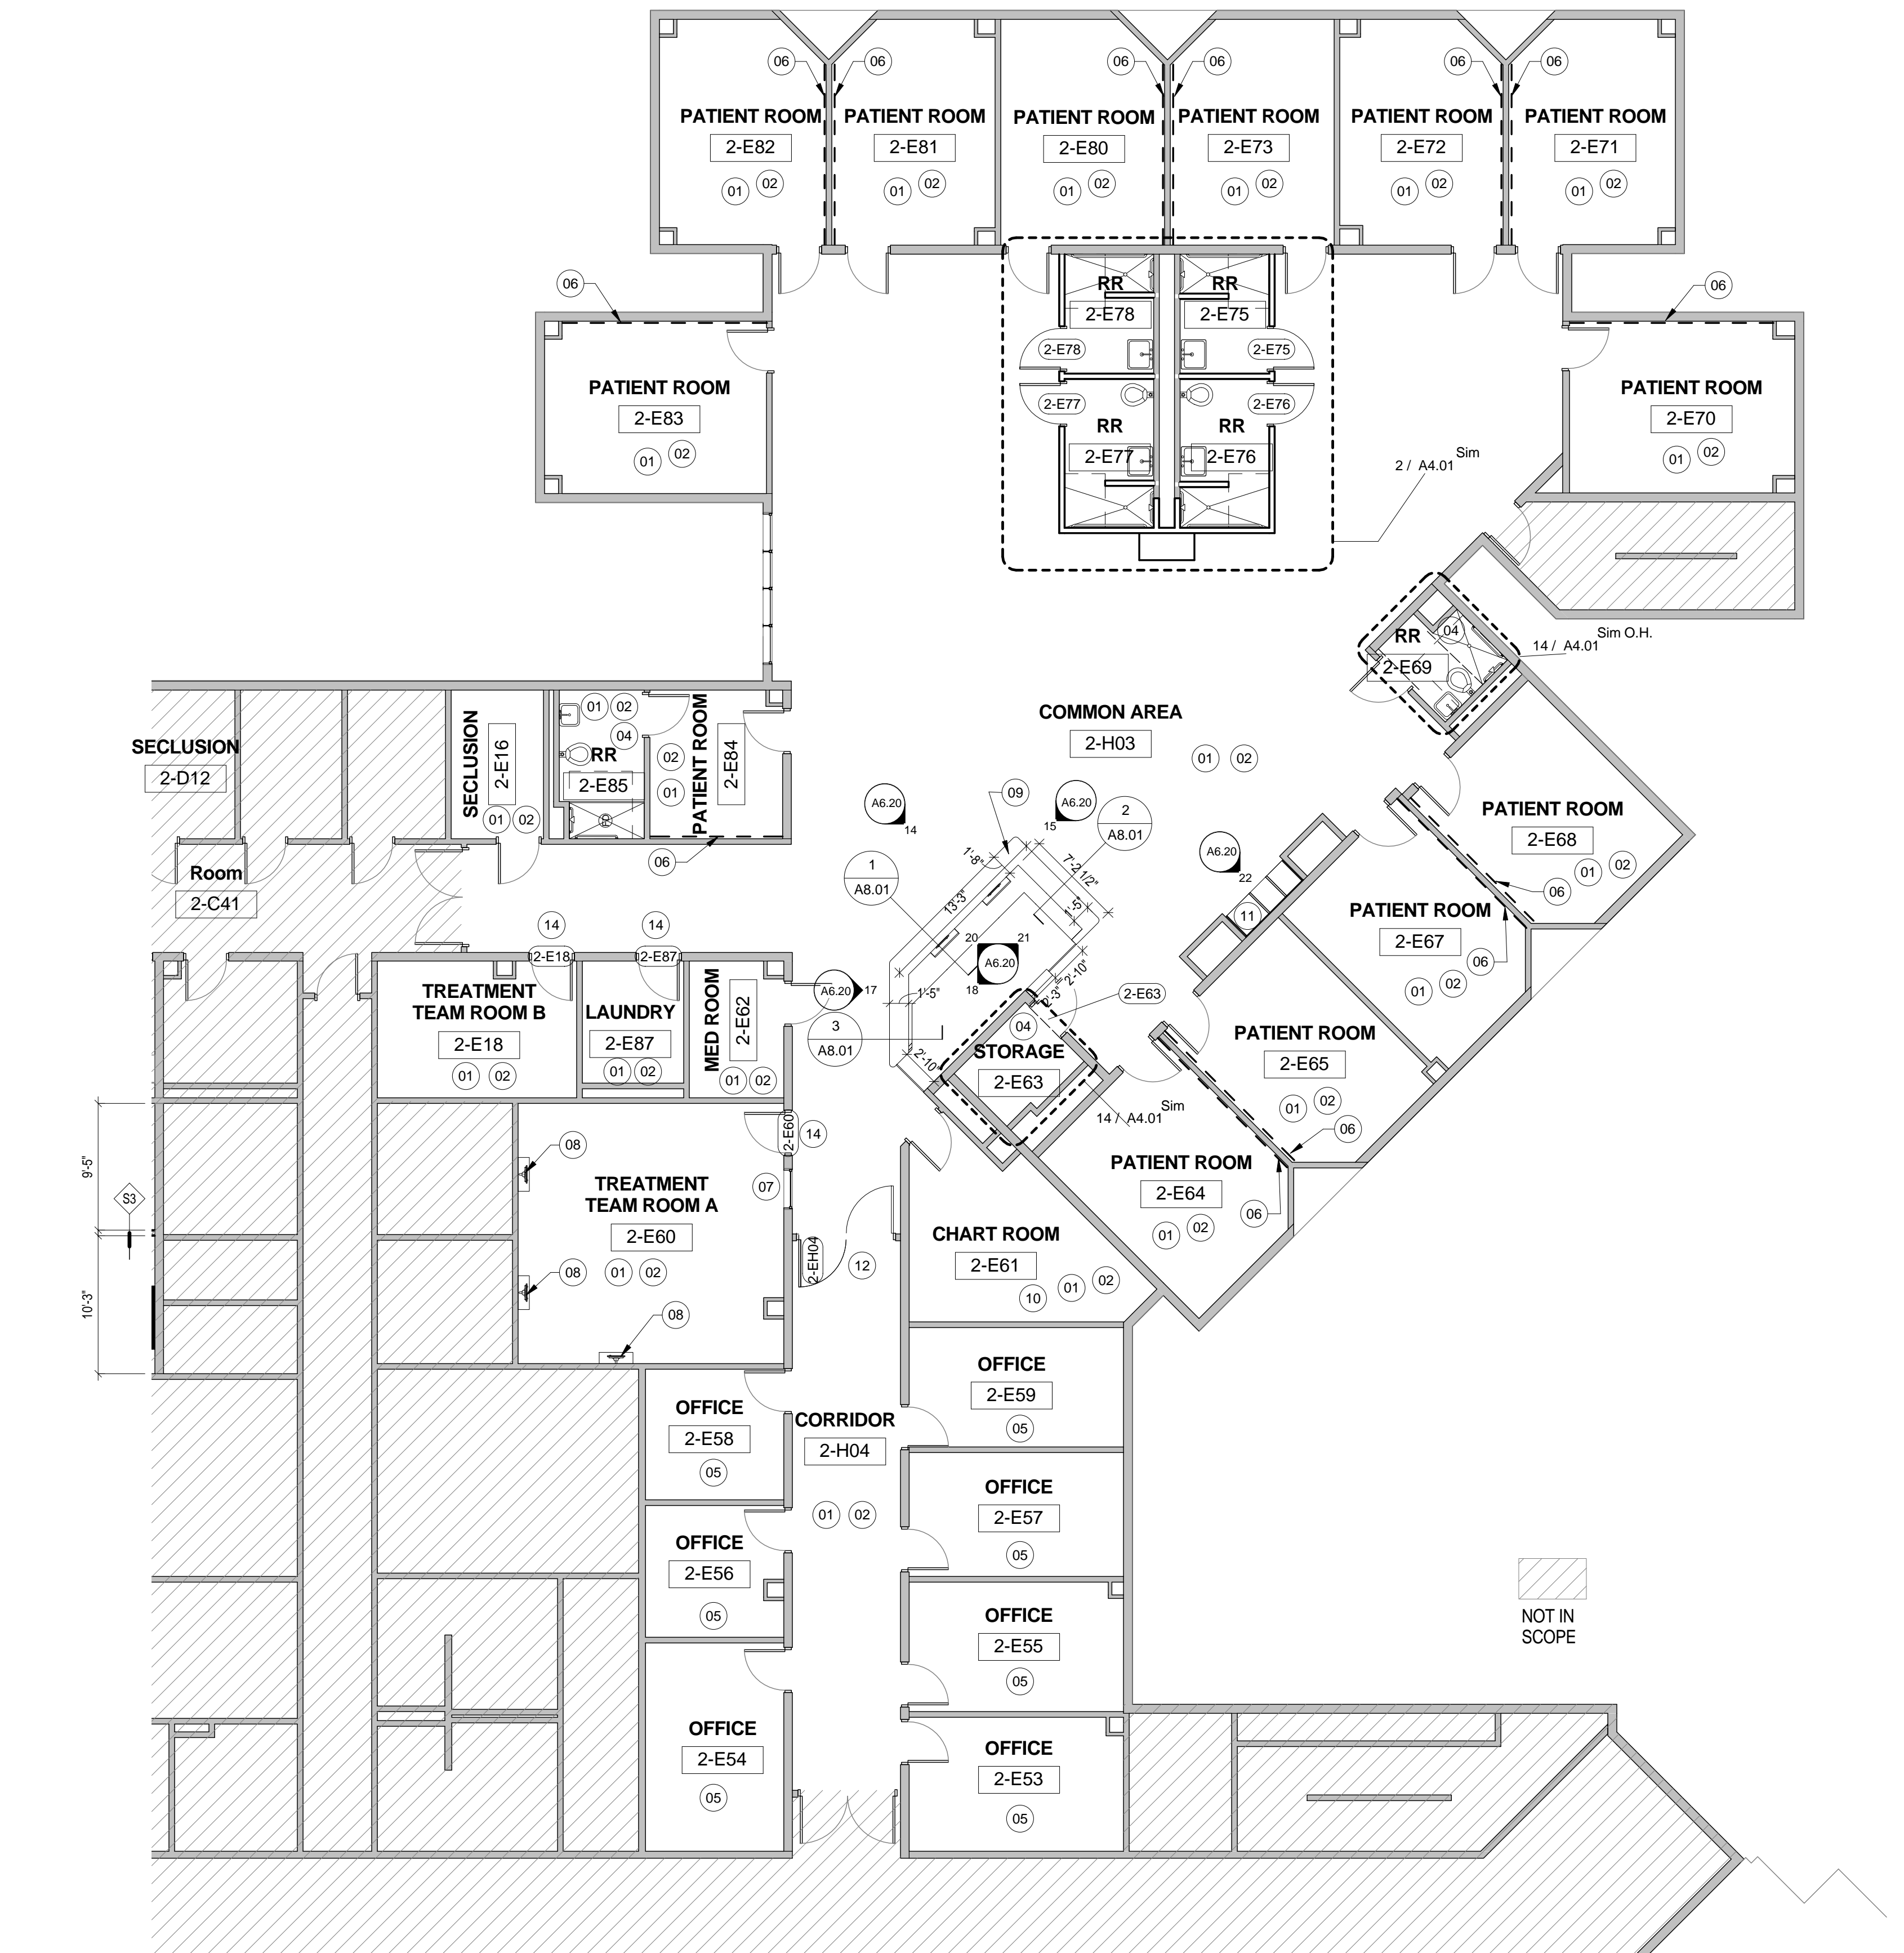 06
06
06
06
06
06
PATIENT ROOM
2-E82
01
02
PATIENT ROOM
2-E81
01
02
PATIENT ROOM
2-E80
01
02
PATIENT ROOM
2-E73
01
02
PATIENT ROOM
2-E72
01
02
PATIENT ROOM
2-E71
01
02
06
PATIENT ROOM
2-E83
01
02
RR
2-E78
RR
2-E75
2-E78
2-E75
2-E77
2-E76
RR
2-E77
RR
2-E76
2 / A4.01
Sim
06
PATIENT ROOM
2-E70
01
02
04
RR
2-E69
14 / A4.01
Sim O.H.
COMMON AREA
2-H03
01
02
SECLUSION
2-D12
SECLUSION
2-E16
01
02
01
02
04
RR
2-E85
PATIENT ROOM
2-E84
02
01
06
Room
2-C41
A6.20
14
09
A6.20
15
2
A8.01
1
A8.01
A6.20
22
11
1'-8"
7'-2 1/2"
13'-3"
1'-5"
20
21
A6.20
18
2'-10"
2'-3"
2-E63
A6.20
17
1'-5"
3
A8.01
2'-10"
04
STORAGE
2-E63
14 / A4.01
Sim
PATIENT ROOM
2-E68
01
02
06
PATIENT ROOM
2-E67
06
01
02
PATIENT ROOM
2-E65
01
02
06
PATIENT ROOM
2-E64
01
02
06
14
2-E18
14
2-E87
TREATMENT
TEAM ROOM B
2-E18
01
02
LAUNDRY
2-E87
01
02
MED ROOM
2-E62
01
02
2-E60
14
08
TREATMENT
TEAM ROOM A
2-E60
01
02
07
08
08
2-EH04
12
CHART ROOM
2-E61
10
01
02
9'-5"
S3
10'-3"
OFFICE
2-E59
05
OFFICE
2-E58
05
CORRIDOR
2-H04
01
02
OFFICE
2-E57
05
OFFICE
2-E56
05
OFFICE
2-E55
05
OFFICE
2-E54
05
OFFICE
2-E53
05
NOT IN
SCOPE